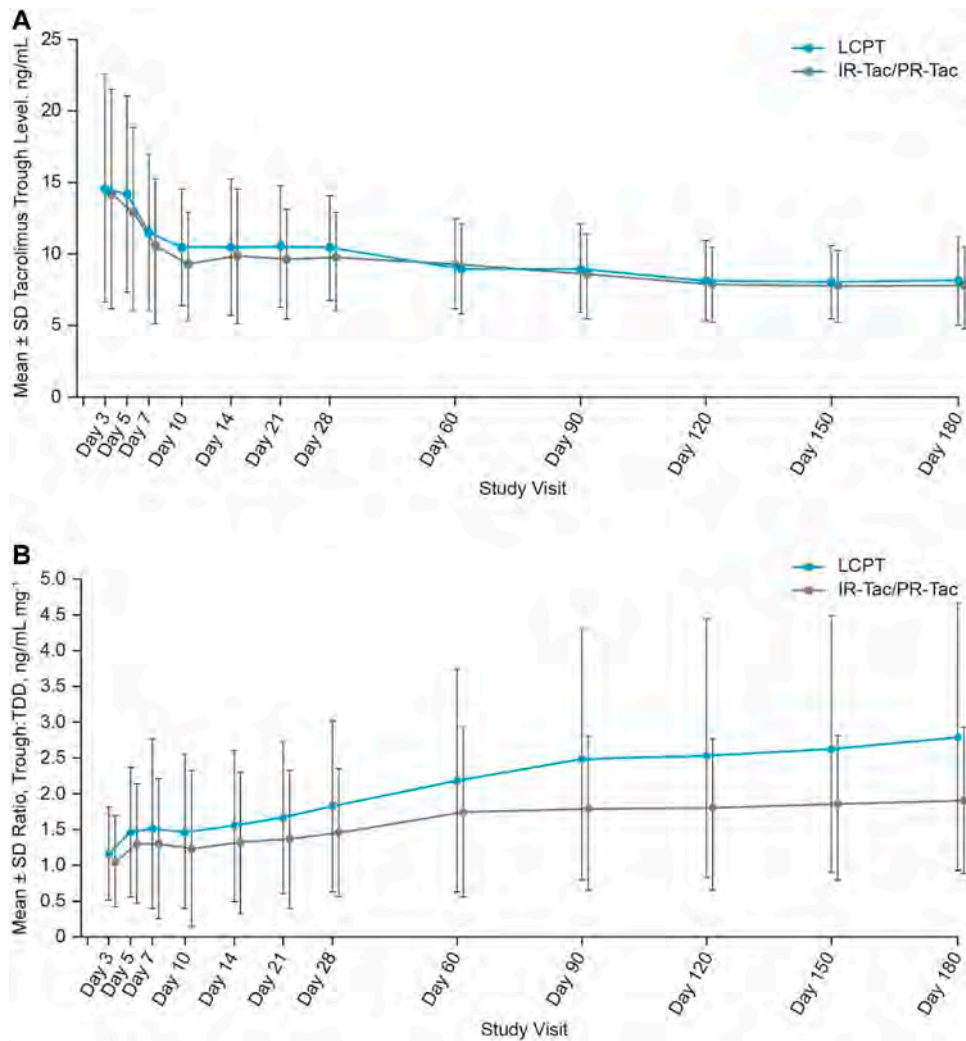 A
Mean ± SD Tacrolimus Trough Level. ng/mL
25
20
15
10
5
0
LCPT
IR-Tac/PR-Tac
Day 3
Day 5
Day 7
Day 10
Day 14
Day 21
Day 28
Day 60
Day 90
Day 120
Day 150
Day 180
Study Visit
B
Mean ± SD Ratio, Trough:TDD, ng/mL mg⁻¹
5.0
4.5
4.0
3.5
3.0
2.5
2.0
1.5
1.0
0.5
0
LCPT
IR-Tac/PR-Tac
Day 3
Day 5
Day 7
Day 10
Day 14
Day 21
Day 28
Day 60
Day 90
Day 120
Day 150
Day 180
Study Visit